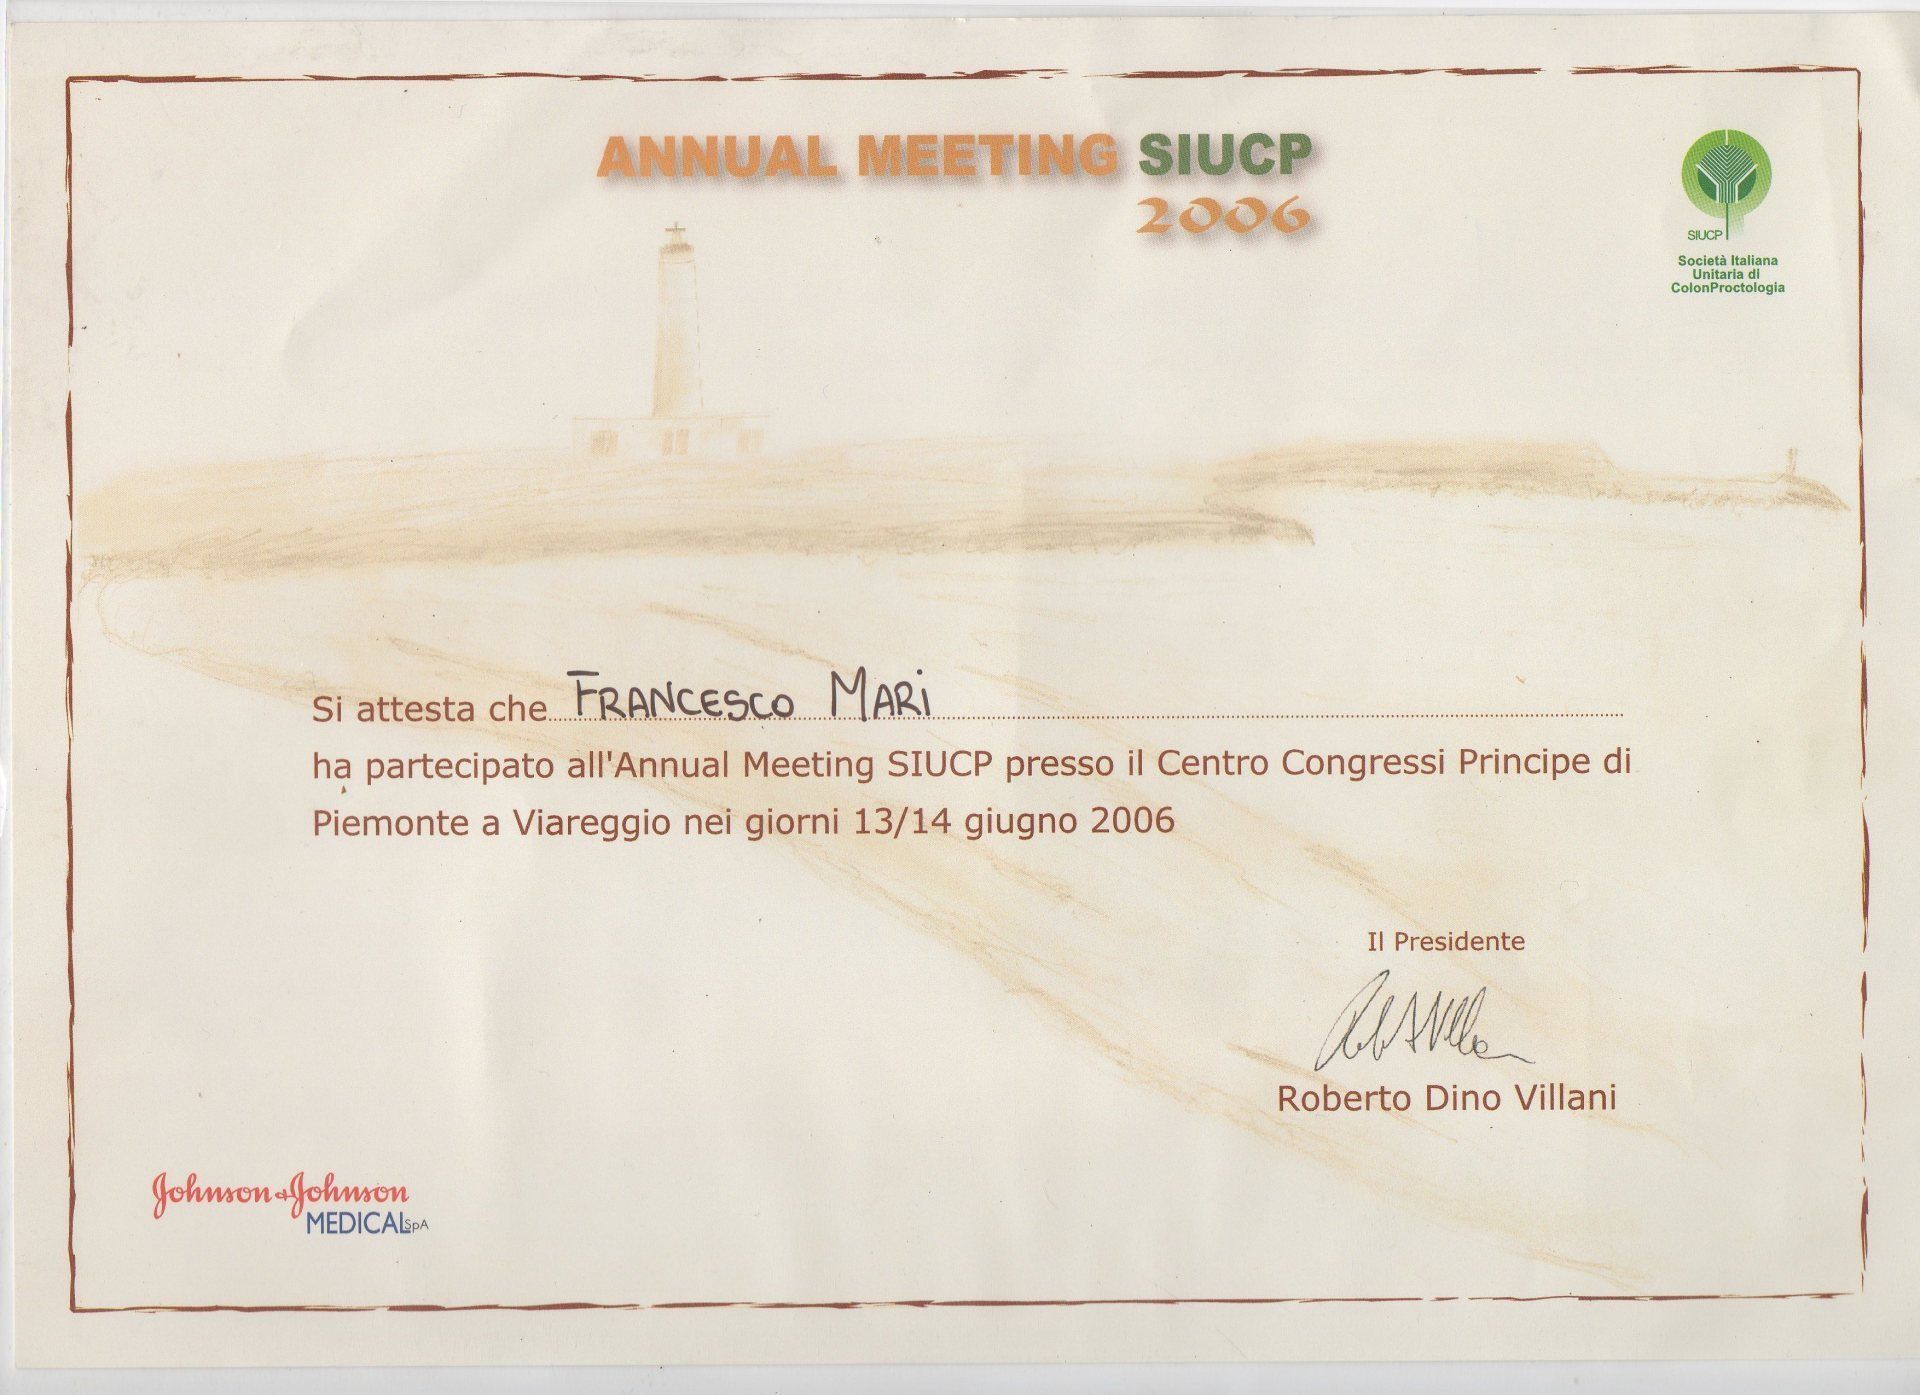 ANNUAL MEETING SIUCP
2006
SIUCP
Società Italiana
Unitaria di
ColonProctologia
Si attesta che FRANCESCO MARI
ha partecipato all'Annual Meeting SIUCP presso il Centro Congressi Principe di
Piemonte a Viareggio nei giorni 13/14 giugno 2006
Il Presidente
Roberto Dino Villani
Johnson & Johnson
MEDICAL SpA